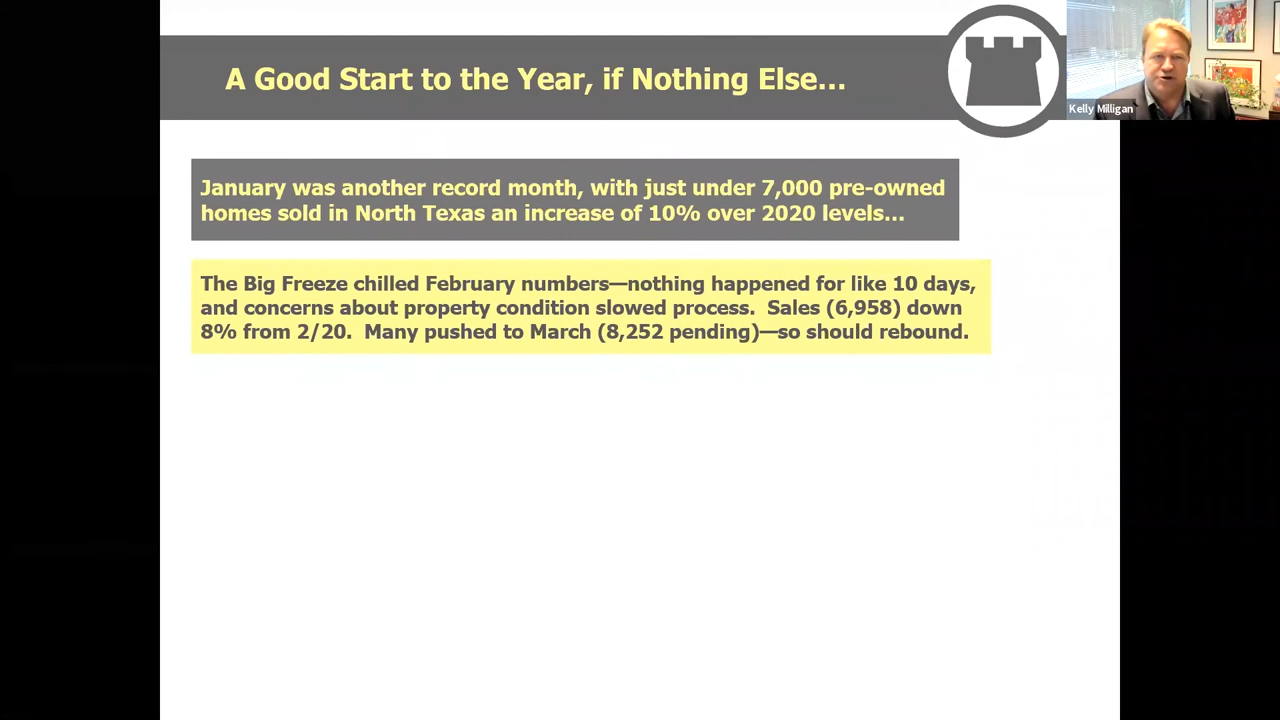 A Good Start to the Year, if Nothing Else...
Kelly Milligan
January was another record month, with just under 7,000 pre-owned
homes sold in North Texas an increase of 10% over 2020 levels...
The Big Freeze chilled February numbers—nothing happened for like 10 days,
and concerns about property condition slowed process.  Sales (6,958) down
8% from 2/20.  Many pushed to March (8,252 pending)—so should rebound.